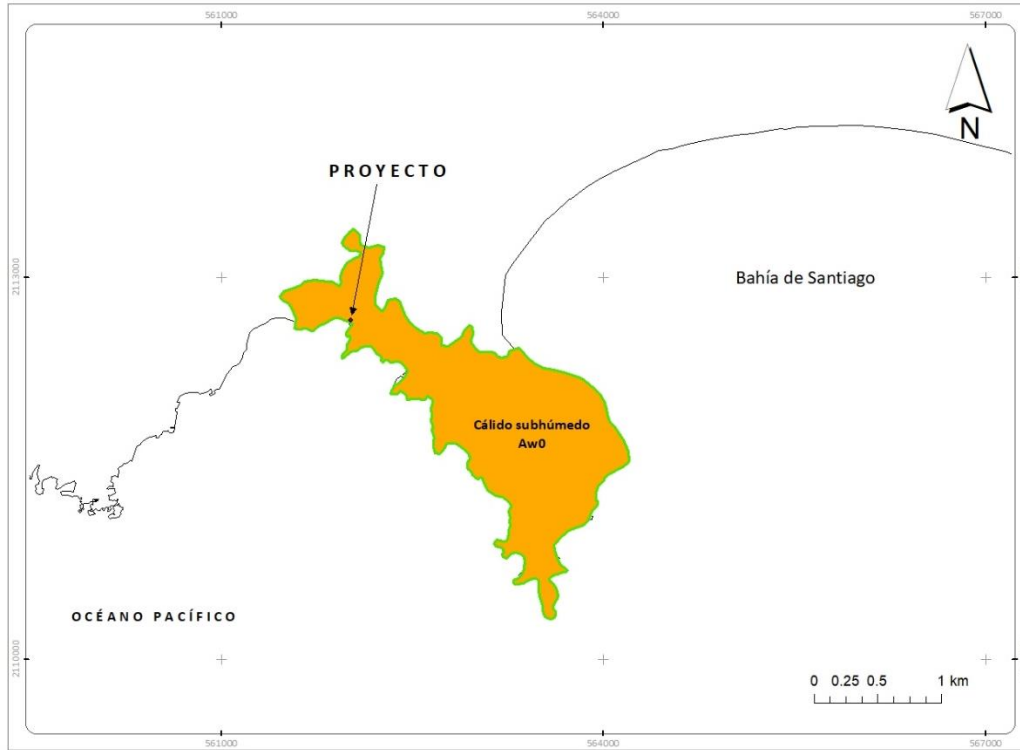 561000
564000
567000
N
PROYECTO
2113000
Bahía de Santiago
Cálido subhúmedo
Aw0
OCÉANO PACÍFICO
2110000
0 0.25 0.5 1 km
561000
564000
567000